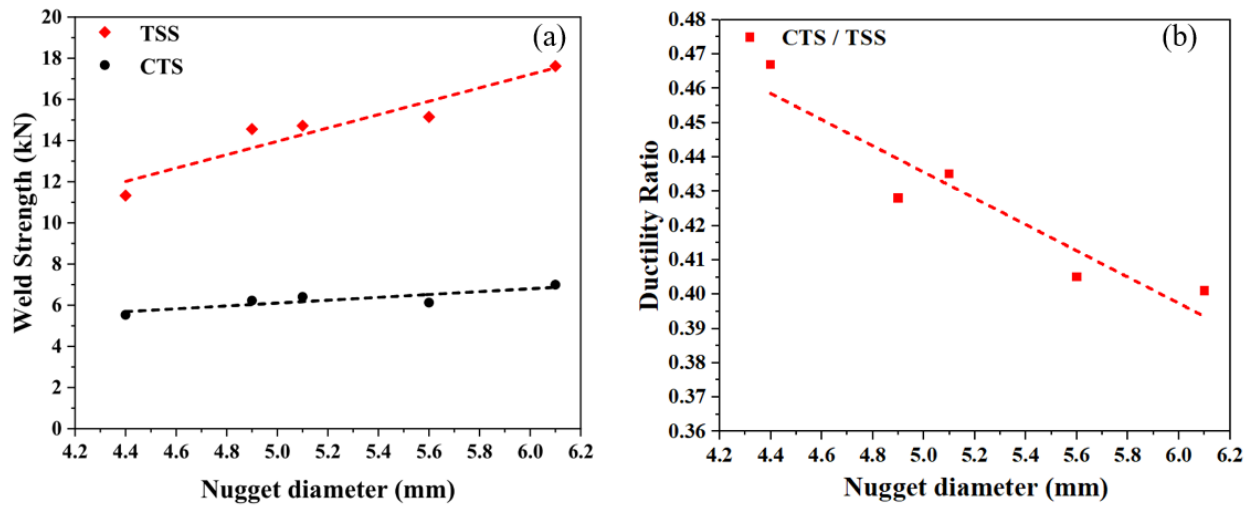 (a)
TSS
CTS
Weld Strength (kN)
20
18
16
14
12
10
8
6
4
2
0
4.2 4.4 4.6 4.8 5.0 5.2 5.4 5.6 5.8 6.0 6.2
Nugget diameter (mm)
(b)
CTS / TSS
Ductility Ratio
0.48
0.47
0.46
0.45
0.44
0.43
0.42
0.41
0.40
0.39
0.38
0.37
0.36
4.2 4.4 4.6 4.8 5.0 5.2 5.4 5.6 5.8 6.0 6.2
Nugget diameter (mm)